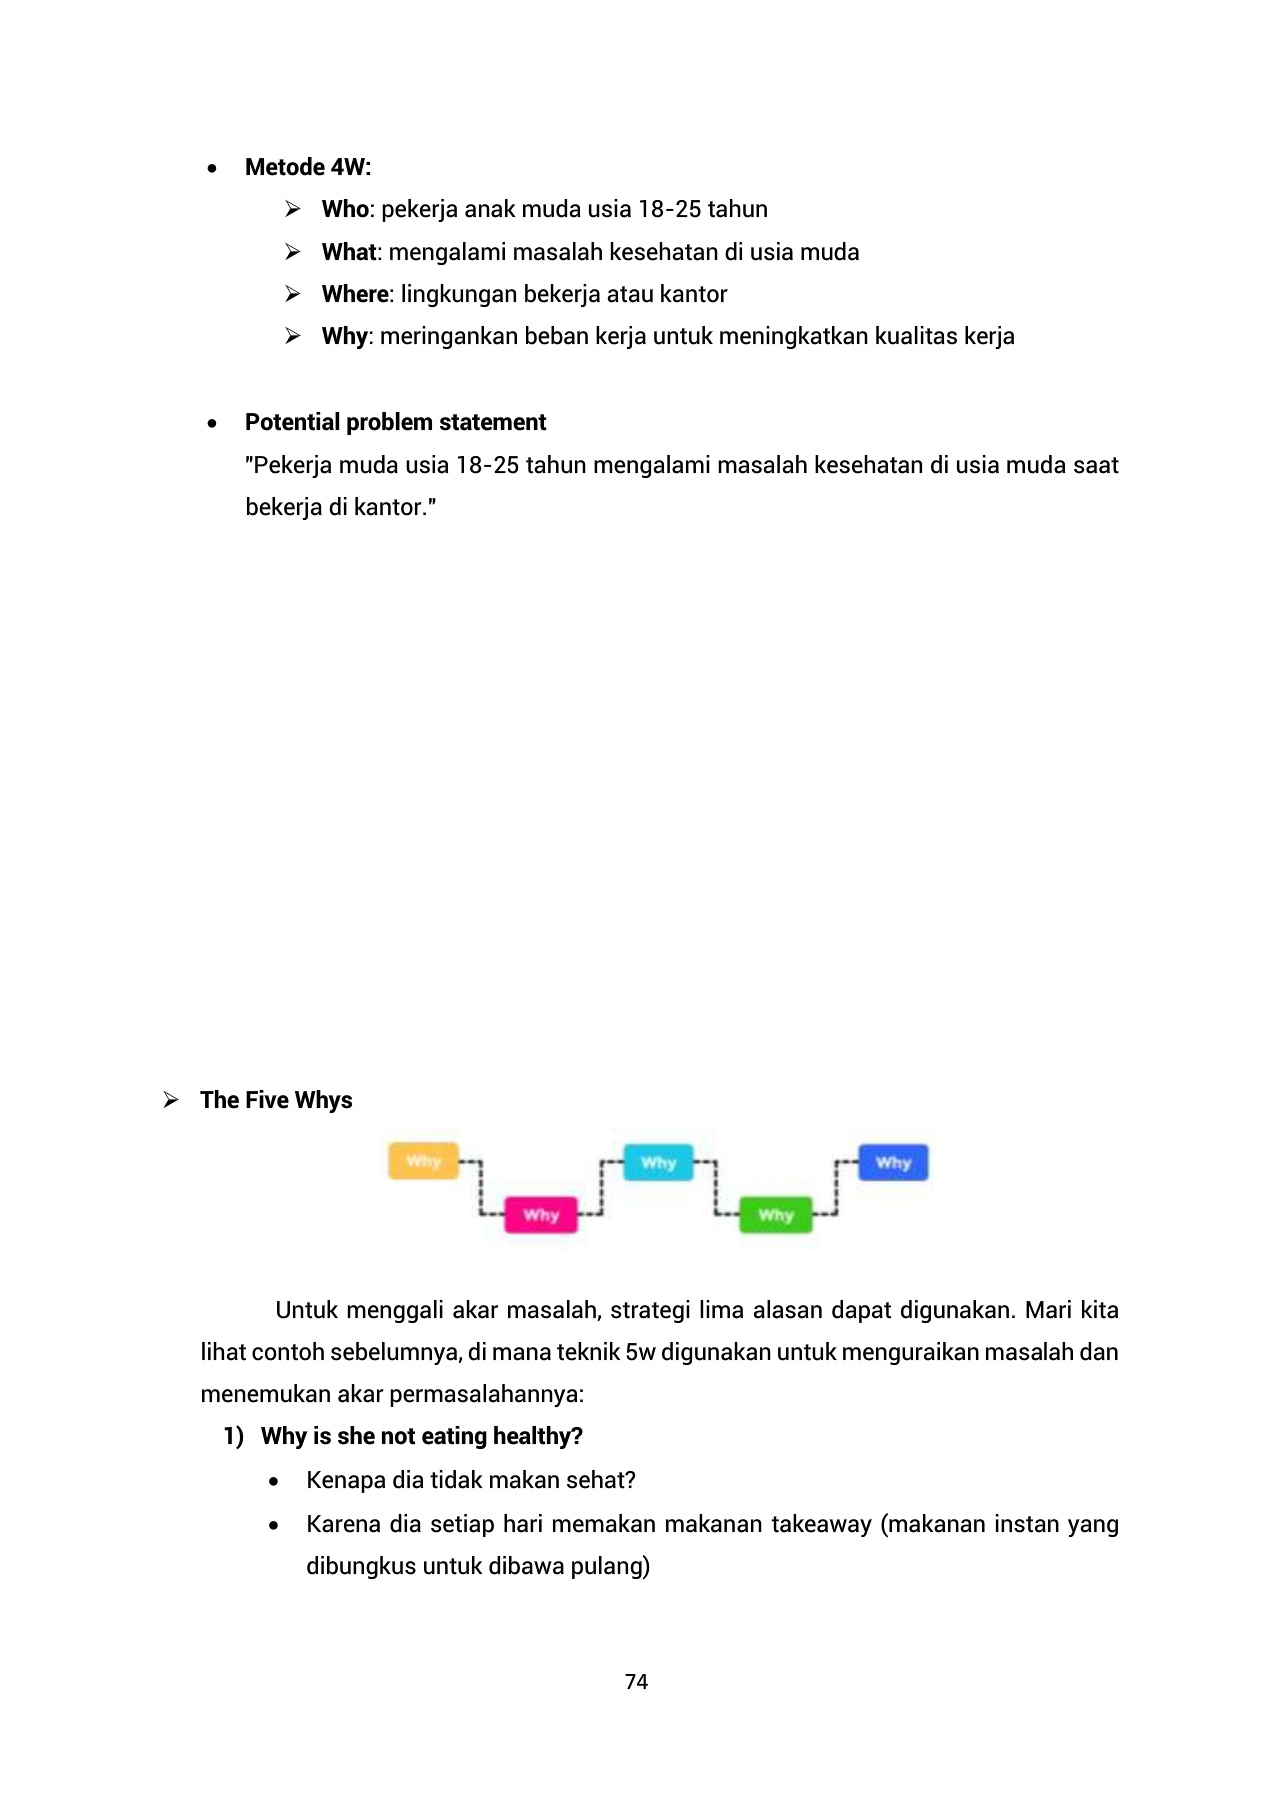 • Metode 4W:
➢ Who: pekerja anak muda usia 18-25 tahun
➢ What: mengalami masalah kesehatan di usia muda
➢ Where: lingkungan bekerja atau kantor
➢ Why: meringankan beban kerja untuk meningkatkan kualitas kerja
• Potential problem statement
"Pekerja muda usia 18-25 tahun mengalami masalah kesehatan di usia muda saat
bekerja di kantor."
➢ The Five Whys
Why Why Why
Why Why
Untuk menggali akar masalah, strategi lima alasan dapat digunakan. Mari kita
lihat contoh sebelumnya, di mana teknik 5w digunakan untuk menguraikan masalah dan
menemukan akar permasalahannya:
1) Why is she not eating healthy?
• Kenapa dia tidak makan sehat?
• Karena dia setiap hari memakan makanan takeaway (makanan instan yang
dibungkus untuk dibawa pulang)
74